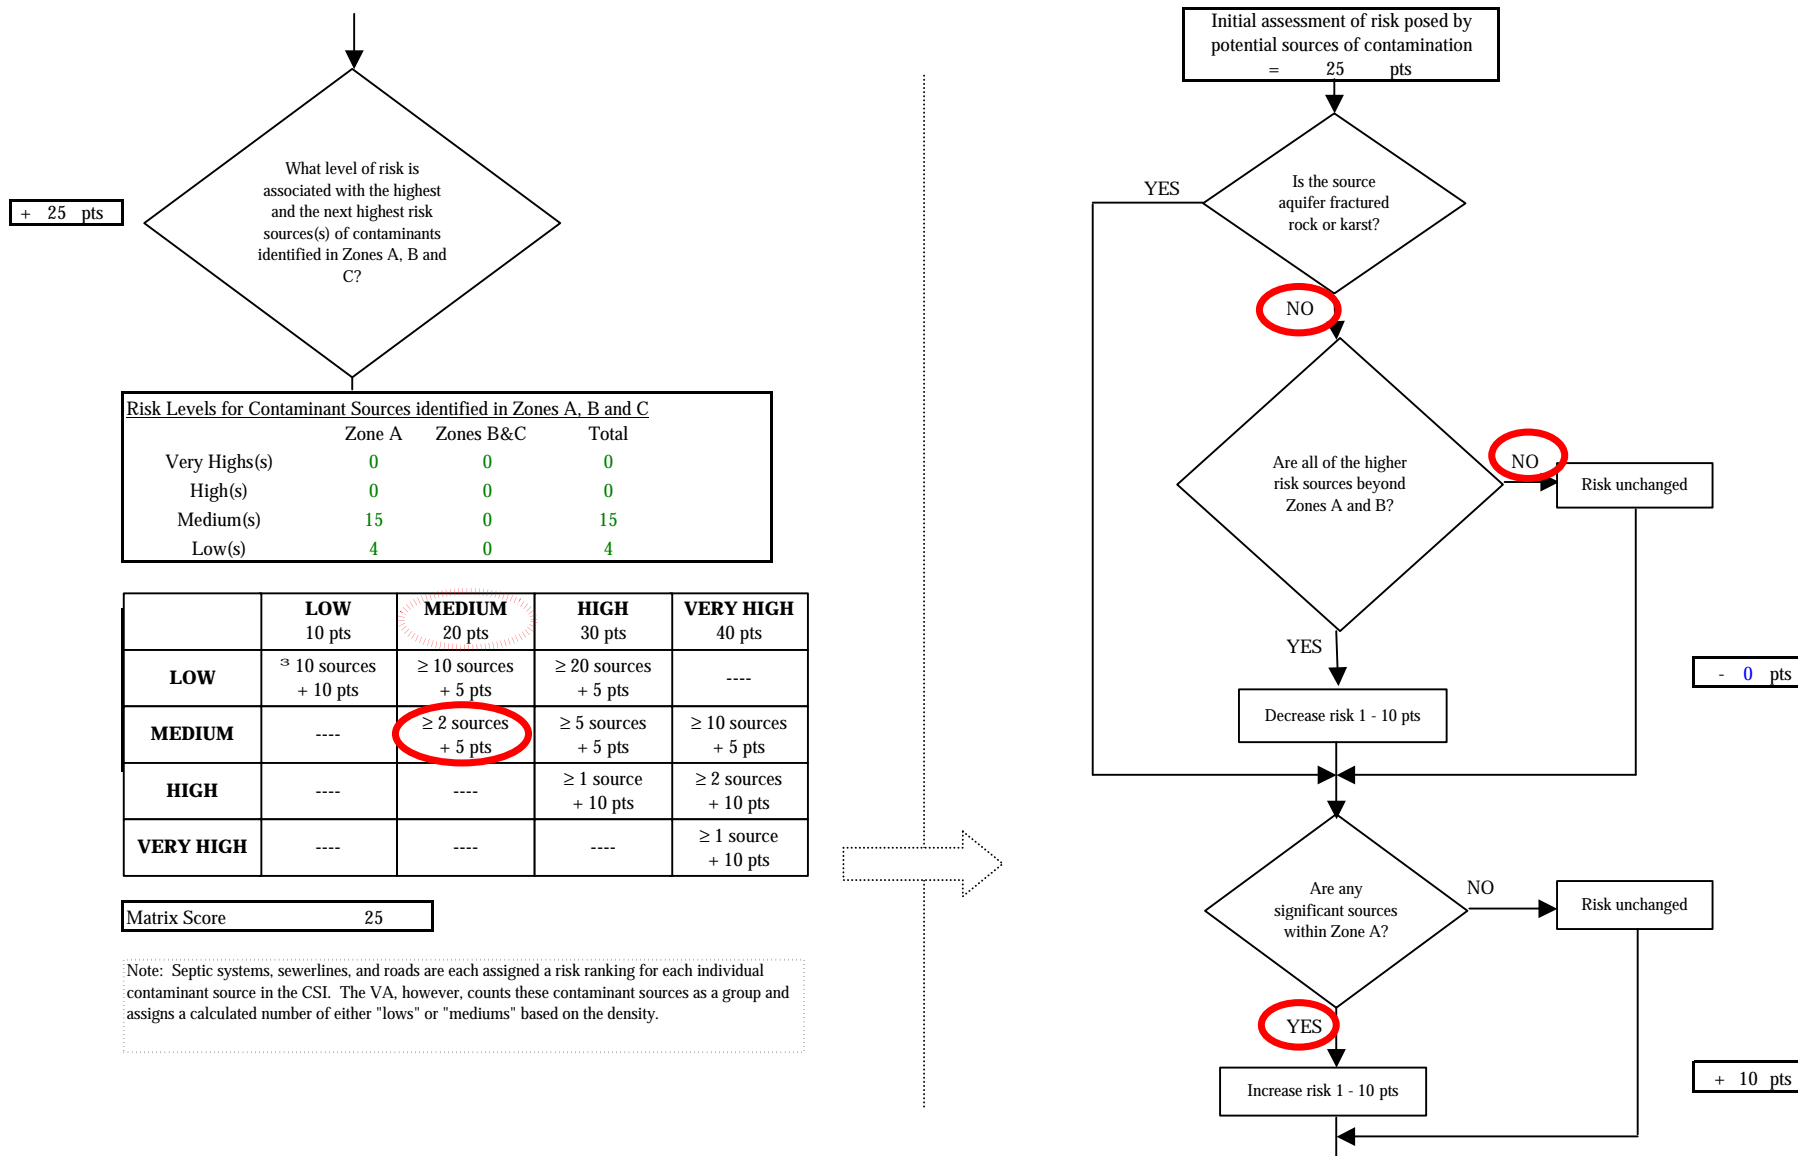 What level of risk is
associated with the highest
and the next highest risk
sources(s) of contaminants
identified in Zones A, B and
C?
+ 25 pts
Risk Levels for Contaminant Sources identified in Zones A, B and C
Zone A Zones B&C Total
Very Highs(s) 0 0 0
High(s) 0 0 0
Medium(s) 15 0 15
Low(s) 4 0 4
LOW MEDIUM HIGH VERY HIGH
10 pts 20 pts 30 pts 40 pts
LOW ³ 10 sources ≥ 10 sources ≥ 20 sources ----
+ 10 pts + 5 pts + 5 pts
MEDIUM ---- ≥ 2 sources ≥ 5 sources ≥ 10 sources
+ 5 pts + 5 pts + 5 pts
HIGH ---- ---- ≥ 1 source ≥ 2 sources
+ 10 pts + 10 pts
VERY HIGH ---- ---- ---- ≥ 1 source
+ 10 pts
Matrix Score 25
Note: Septic systems, sewerlines, and roads are each assigned a risk ranking for each individual
contaminant source in the CSI. The VA, however, counts these contaminant sources as a group and
assigns a calculated number of either "lows" or "mediums" based on the density.
Initial assessment of risk posed by
potential sources of contamination
= 25 pts
Is the source
aquifer fractured
rock or karst?
YES
NO
Are all of the higher
risk sources beyond
Zones A and B?
NO
Risk unchanged
YES
- 0 pts
Decrease risk 1 - 10 pts
Are any
significant sources
within Zone A?
NO
Risk unchanged
YES
+ 10 pts
Increase risk 1 - 10 pts